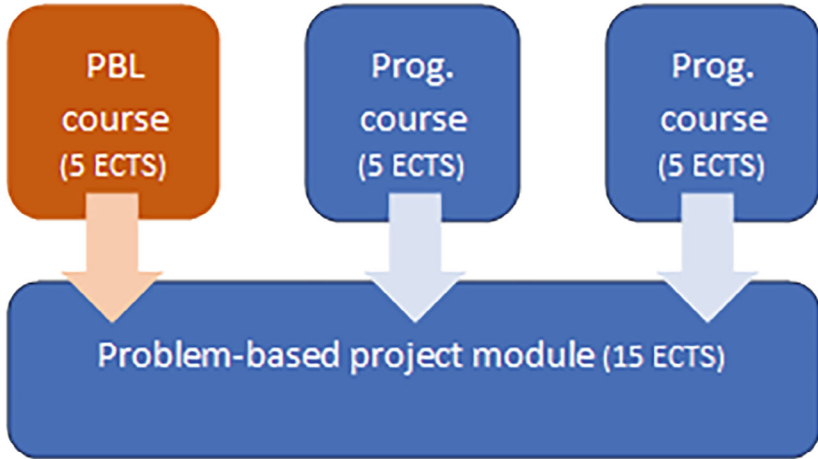 PBL
course
(5 ECTS)
Prog.
course
(5 ECTS)
Prog.
course
(5 ECTS)
Problem-based project module (15 ECTS)